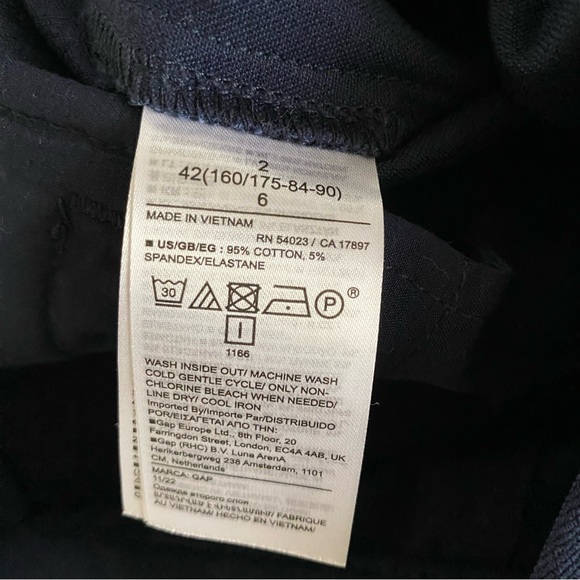 2
42(160/175-84-90)
6
MADE IN VIETNAM
RN 54023 / CA 17897
■ US/GB/EG : 95% COTTON, 5%
SPANDEX/ELASTANE
30
P ®
I
1166
WASH INSIDE OUT/ MACHINE WASH
COLD GENTLE CYCLE/ ONLY NON-
CHLORINE BLEACH WHEN NEEDED/
LINE DRY/ COOL IRON
Imported By/Importe Par/DISTRIBUIDO
POR/ΕΙΣΑΓΕΤΑΙ ΑΠΟ ΤΗΝ:
■Gap Europe Ltd., 8th Floor, 20
Farringdon Street, London, EC4A 4AB, UK
■Gap (RHC) B.V. Luna ArenA
Herikerbergweg 238 Amsterdam, 1101
CM, Netherlands
MARCA: GAP
11/22
Одежда второго слоя
FABRIQUE
AU VIETNAM/ HECHO EN VIETNAM/